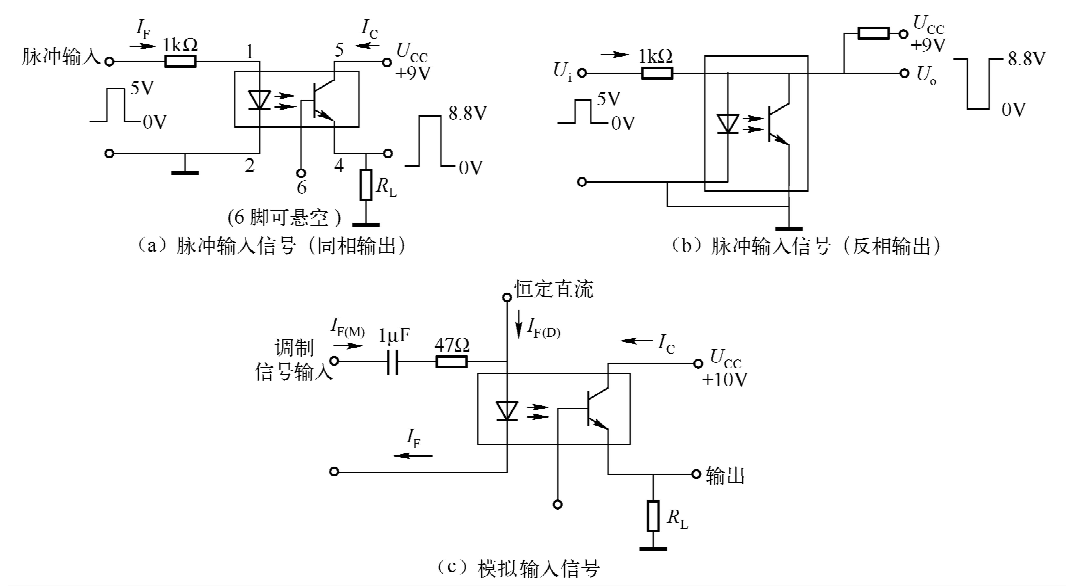 I_F
I_C
脉冲输入
1kΩ
1
5
U_CC
+9V
5V
0V
8.8V
0V
2
4
6
R_L
(6脚可悬空)
（a）脉冲输入信号（同相输出）
U_i
1kΩ
U_CC
+9V
U_o
8.8V
0V
5V
0V
（b）脉冲输入信号（反相输出）
恒定直流
I_F(M)
I_F(D)
调制
信号输入
1μF
47Ω
I_C
U_CC
+10V
I_F
输出
R_L
（c）模拟输入信号